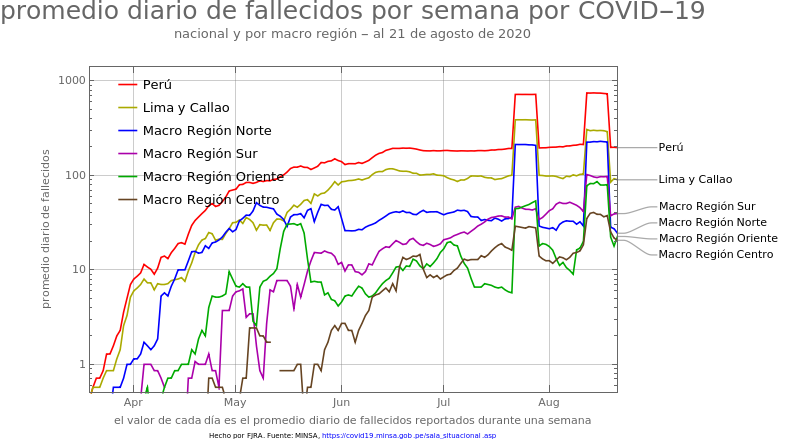 promedio diario de fallecidos por semana por COVID−19
nacional y por macro región − al 21 de agosto de 2020
promedio diario de fallecidos
1000
100
10
1
Perú
Lima y Callao
Macro Región Norte
Macro Región Sur
Macro Región Oriente
Macro Región Centro
Perú
Lima y Callao
Macro Región Sur
Macro Región Norte
Macro Región Oriente
Macro Región Centro
Apr May Jun Jul Aug
el valor de cada día es el promedio diario de fallecidos reportados durante una semana
Hecho por FJRA. Fuente: MINSA, https://covid19.minsa.gob.pe/sala_situacional.asp